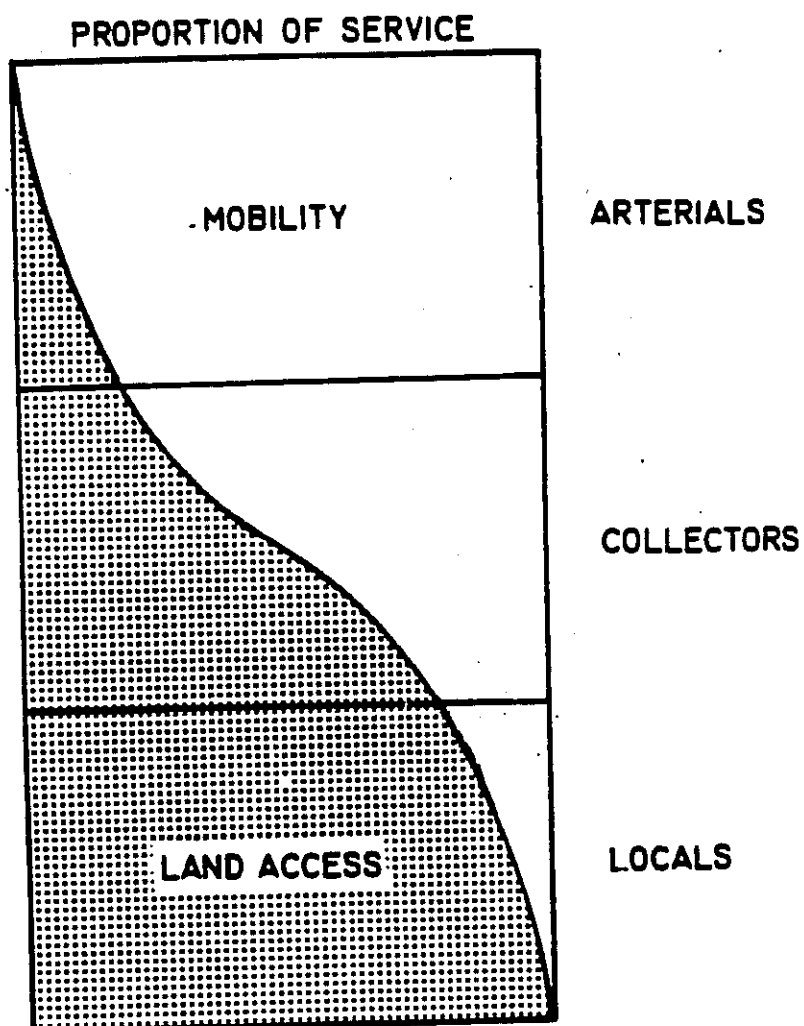 PROPORTION OF SERVICE
MOBILITY
ARTERIALS
COLLECTORS
LAND ACCESS
LOCALS